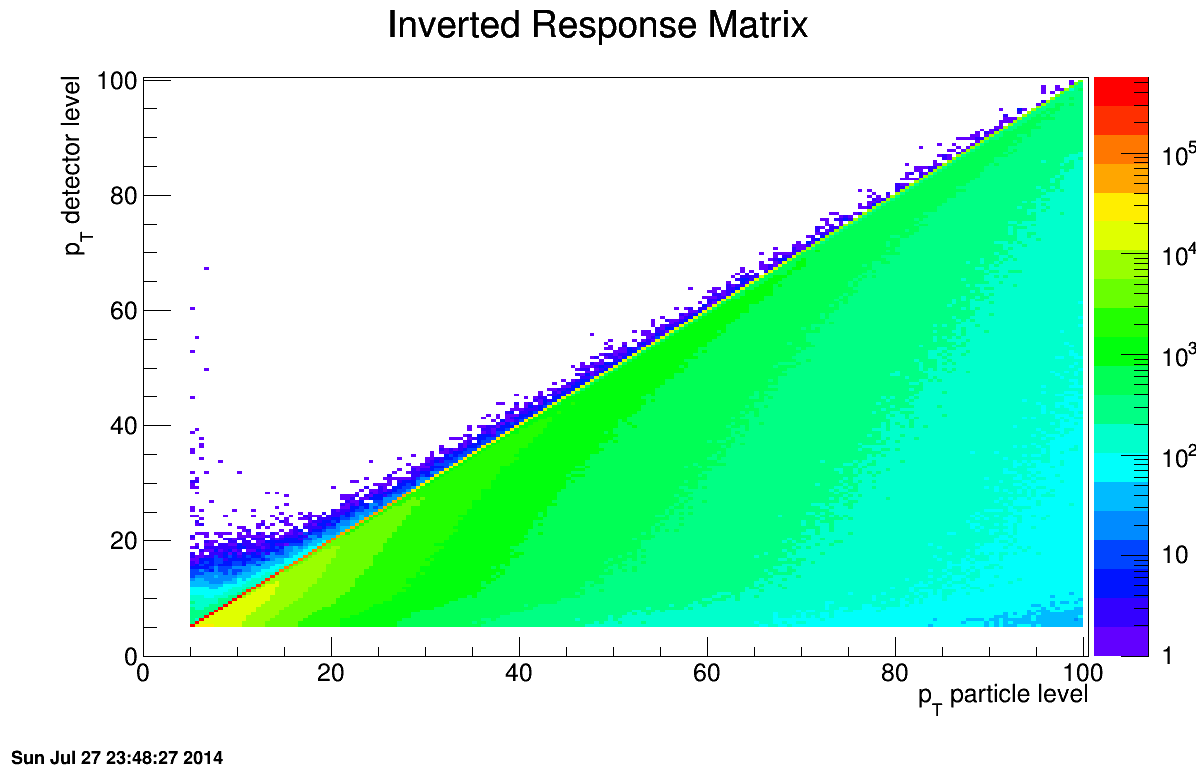 Inverted Response Matrix
p_T detector level
100
80
60
40
20
0
0 20 40 60 80 100
p_T particle level
10^5
10^4
10^3
10^2
10
1
Sun Jul 27 23:48:27 2014